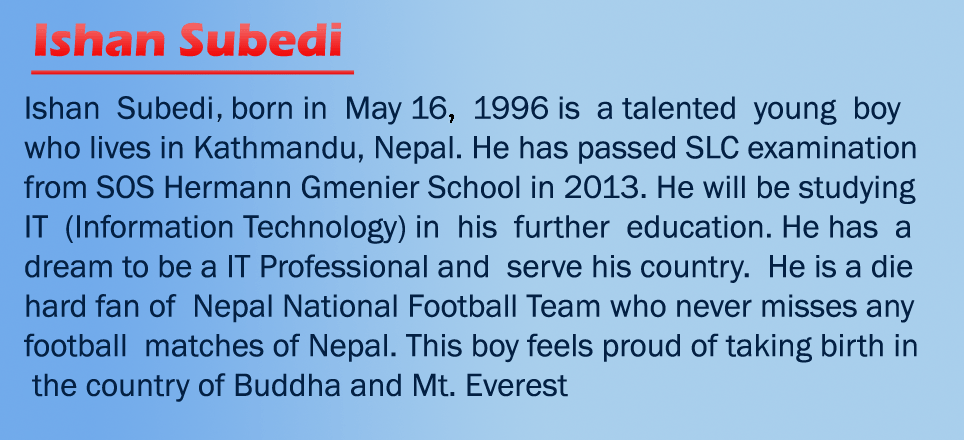 Ishan Subedi
Ishan Subedi, born in May 16, 1996 is a talented young boy
who lives in Kathmandu, Nepal. He has passed SLC examination
from SOS Hermann Gmenier School in 2013. He will be studying
IT (Information Technology) in his further education. He has a
dream to be a IT Professional and serve his country. He is a die
hard fan of Nepal National Football Team who never misses any
football matches of Nepal. This boy feels proud of taking birth in
the country of Buddha and Mt. Everest